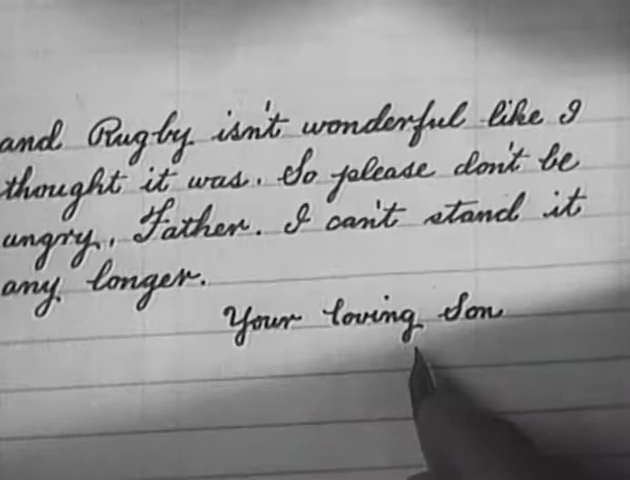 and Rugby isn't wonderful like I
thought it was. So please don't be
angry, Father. I can't stand it
any longer.
Your loving Son